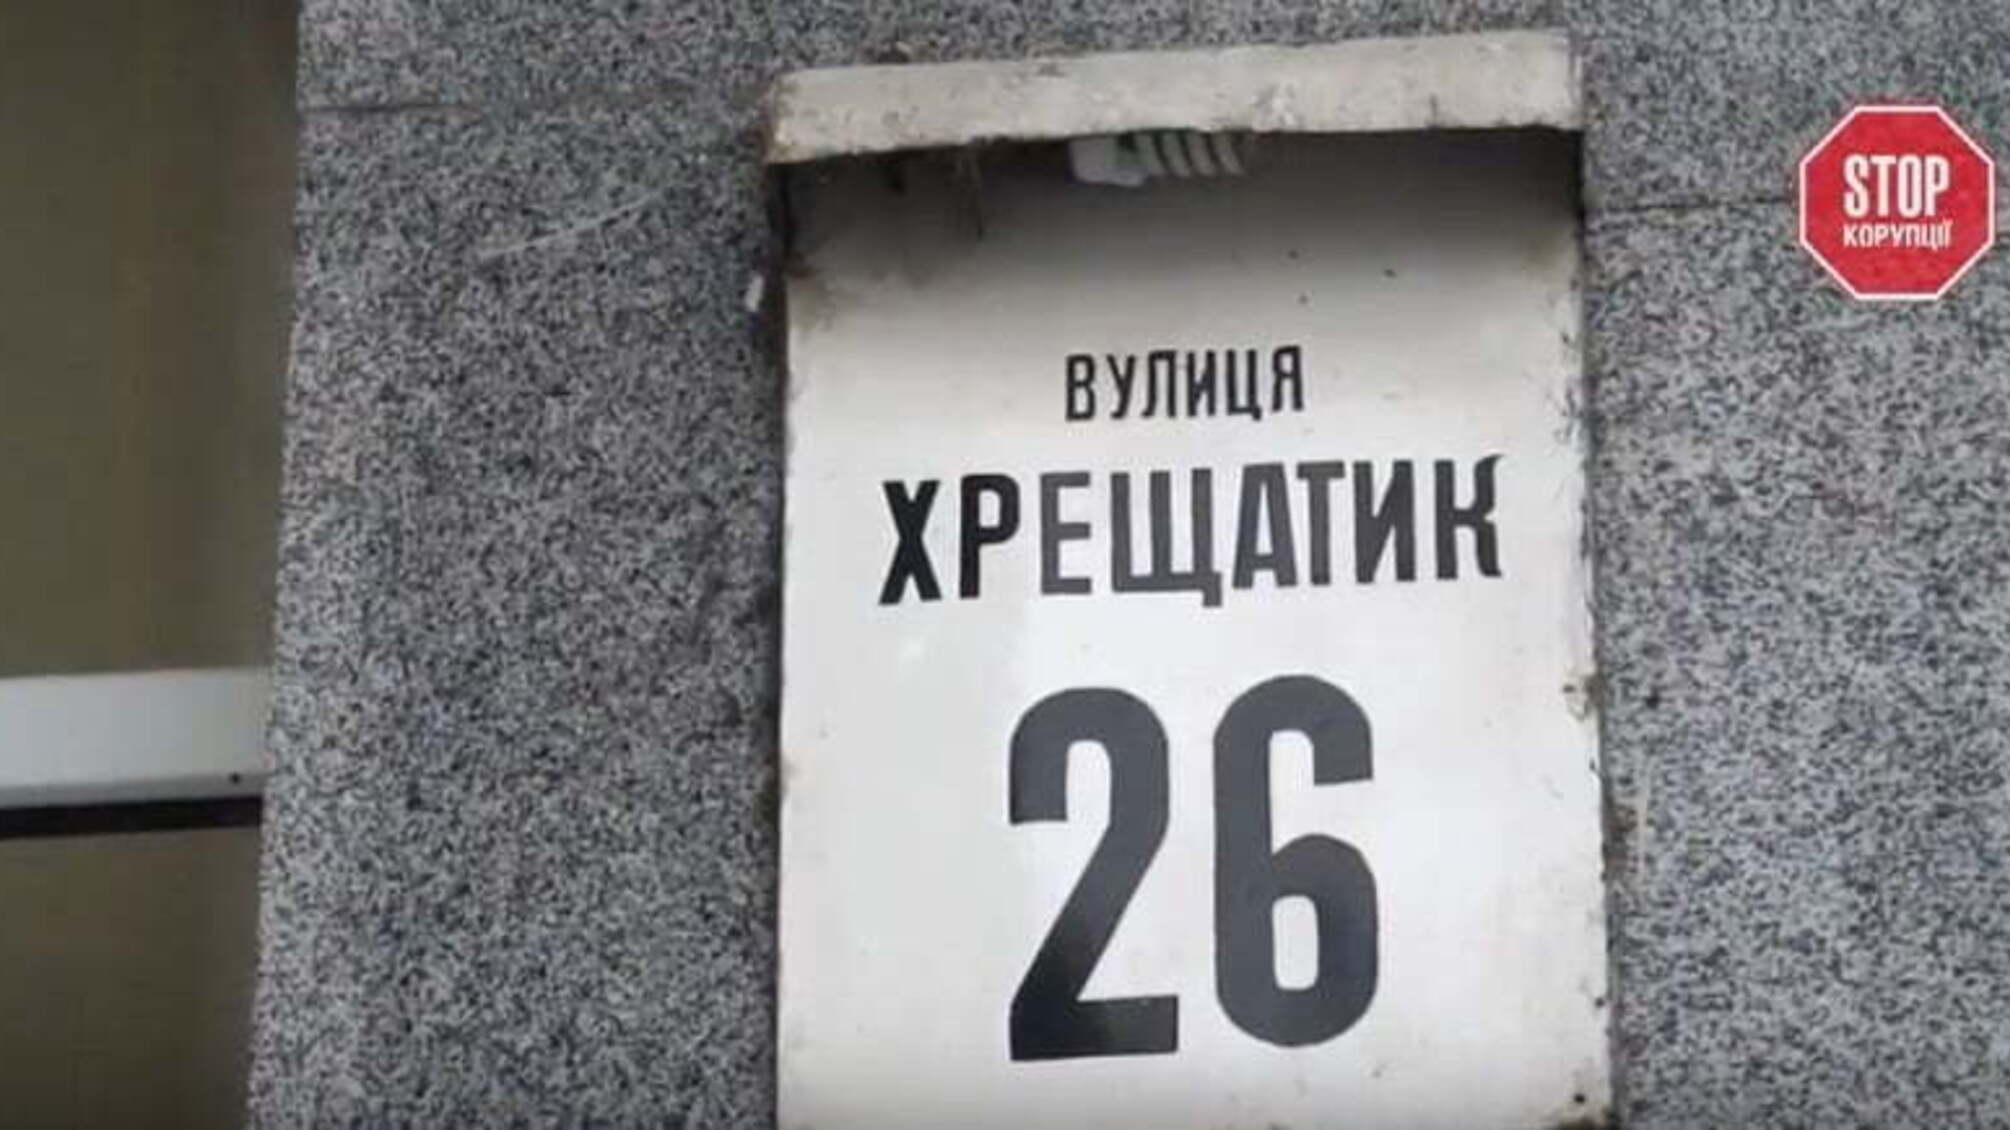 ВУЛИЦЯ
ХРЕЩАТИК
26
STOP
КОРУПЦІЇ